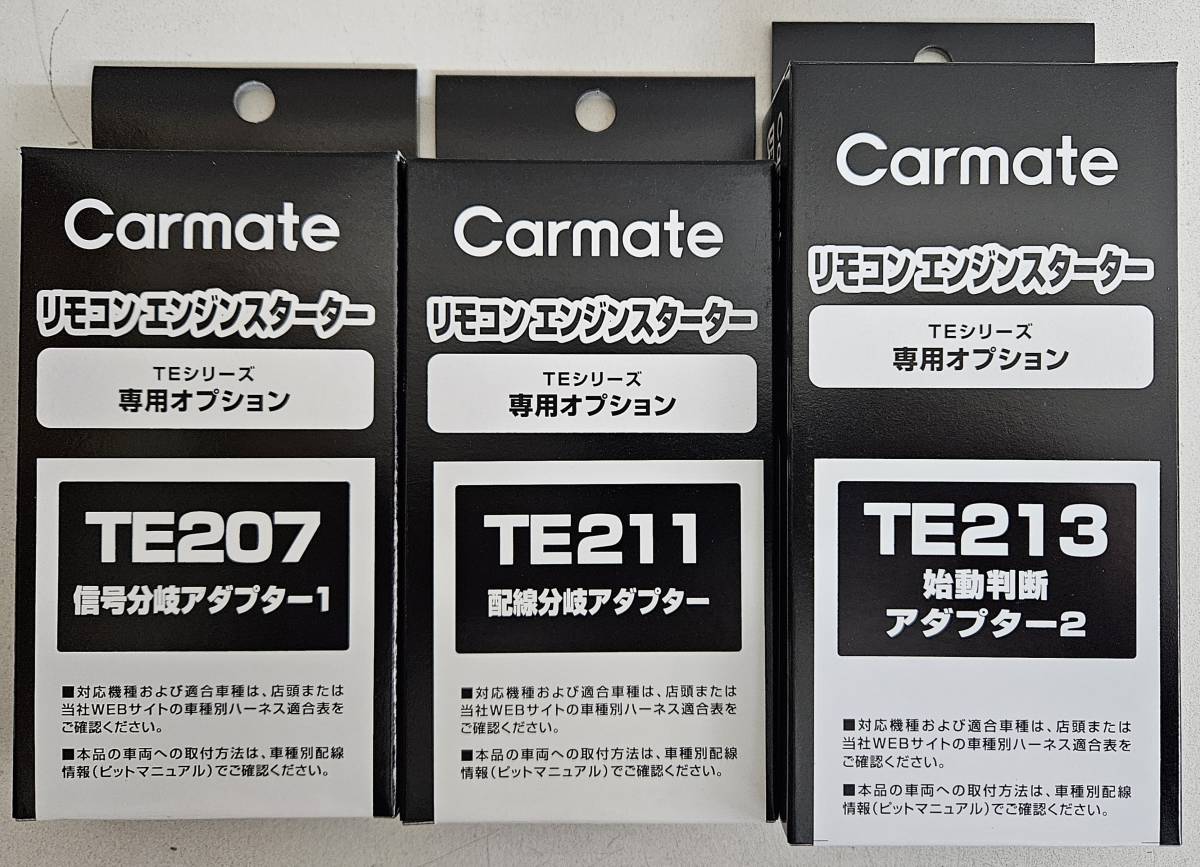 Carmate
リモコンエンジンスターター
TEシリーズ
専用オプション
TE207
信号分岐アダプター1
■対応機種および適合車種は、店頭または
当社WEBサイトの車種別ハーネス適合表を
ご確認ください。
■本品の車両への取付方法は、車種別配線
情報(ピットマニュアル)でご確認ください。
Carmate
リモコンエンジンスターター
TEシリーズ
専用オプション
TE211
配線分岐アダプター
■対応機種および適合車種は、店頭または
当社WEBサイトの車種別ハーネス適合表を
ご確認ください。
■本品の車両への取付方法は、車種別配線
情報(ピットマニュアル)でご確認ください。
Carmate
リモコンエンジンスターター
TEシリーズ
専用オプション
TE213
始動判断
アダプター2
■対応機種および適合車種は、店頭または
当社WEBサイトの車種別ハーネス適合表を
ご確認ください。
■本品の車両への取付方法は、車種別配線
情報(ピットマニュアル)でご確認ください。